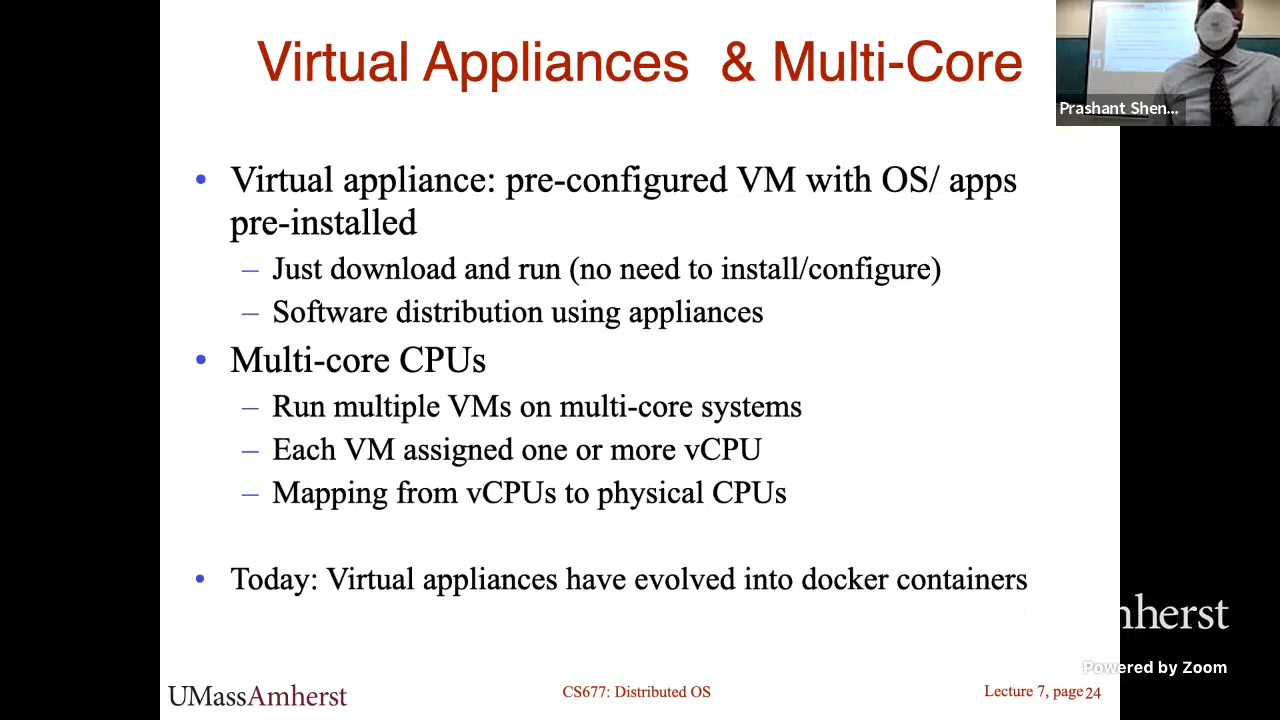 Virtual Appliances & Multi-Core
Prashant Shen...
• Virtual appliance: pre-configured VM with OS/ apps
pre-installed
– Just download and run (no need to install/configure)
– Software distribution using appliances
• Multi-core CPUs
– Run multiple VMs on multi-core systems
– Each VM assigned one or more vCPU
– Mapping from vCPUs to physical CPUs
• Today: Virtual appliances have evolved into docker containers
nherst
Powered by Zoom
UMassAmherst
CS677: Distributed OS
Lecture 7, page 24